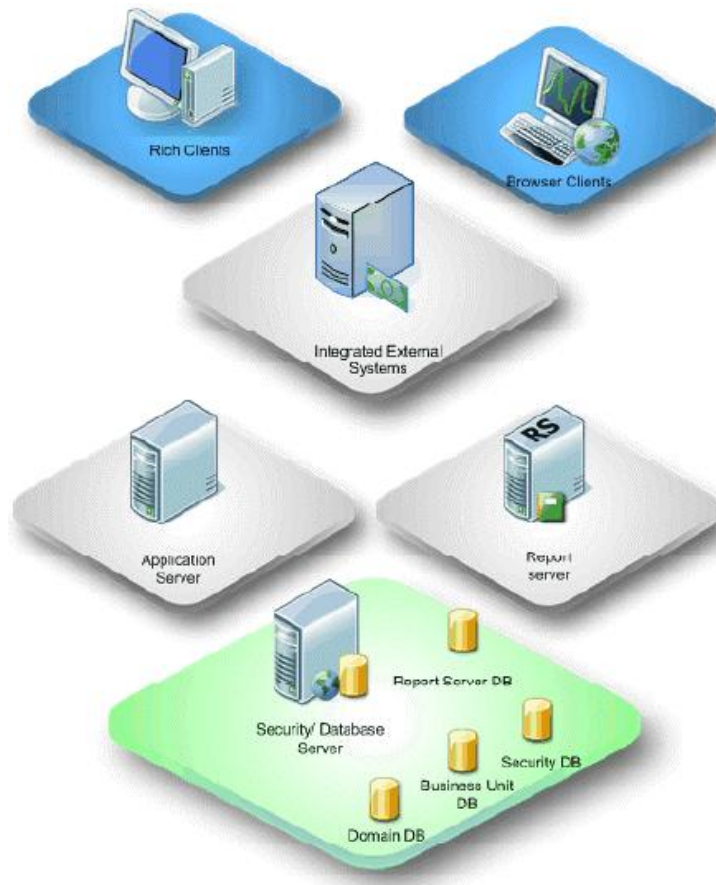 Rich Clients
Browser Clients
Integrated External
Systems
RS
Application
Server
Report
server
Report Server DB
Security/ Database
Server
Security DB
Business Unit
DB
Domain DB